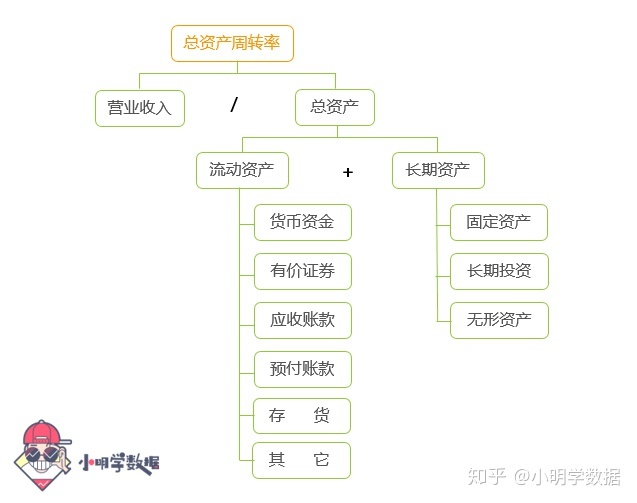 总资产周转率
营业收入 / 总资产
流动资产 + 长期资产
货币资金 固定资产
有价证券 长期投资
应收账款 无形资产
预付账款
存 货
其 它
小明学数据
知乎 @小明学数据